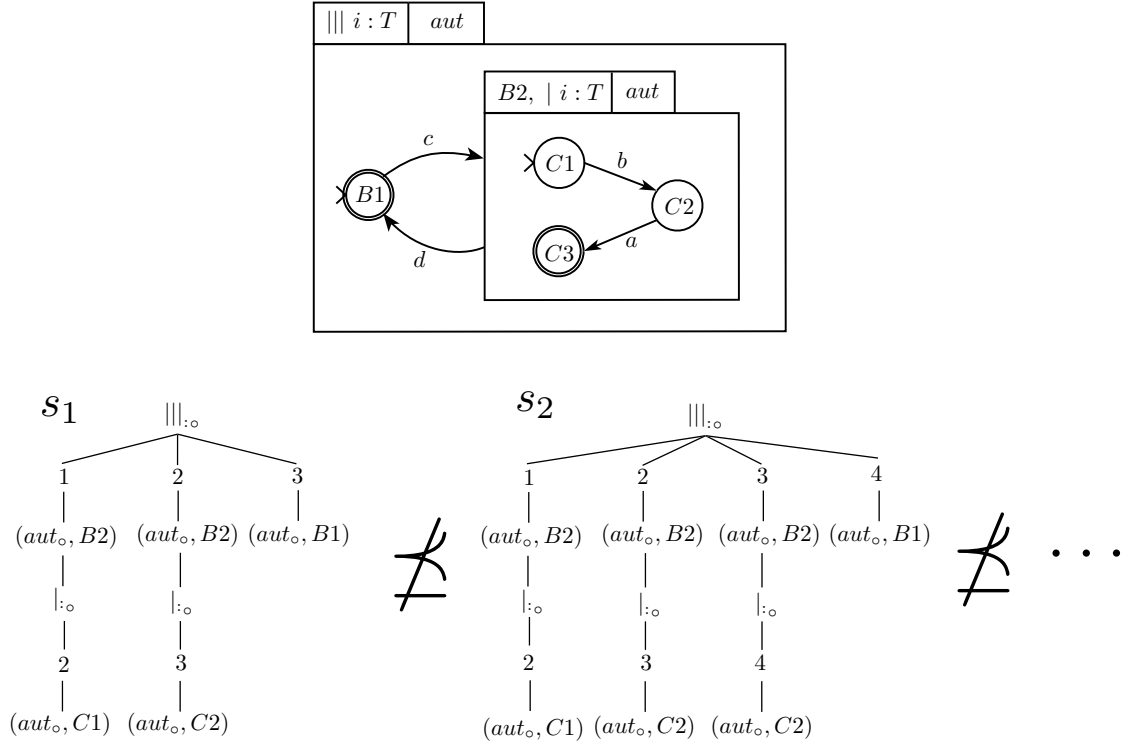 ||| i : T aut
B2, | i : T aut
c
C1 b
B1 C2
C3 a
d
s₁ |||:∘ s₂ |||:∘
1 2 3 1 2 3 4
(aut∘, B2) (aut∘, B2) (aut∘, B1) ⋠ (aut∘, B2) (aut∘, B2) (aut∘, B2) (aut∘, B1) ⋠ · · ·
|:∘ |:∘ |:∘ |:∘ |:∘
2 3 2 3 4
(aut∘, C1) (aut∘, C2) (aut∘, C1) (aut∘, C2) (aut∘, C2)